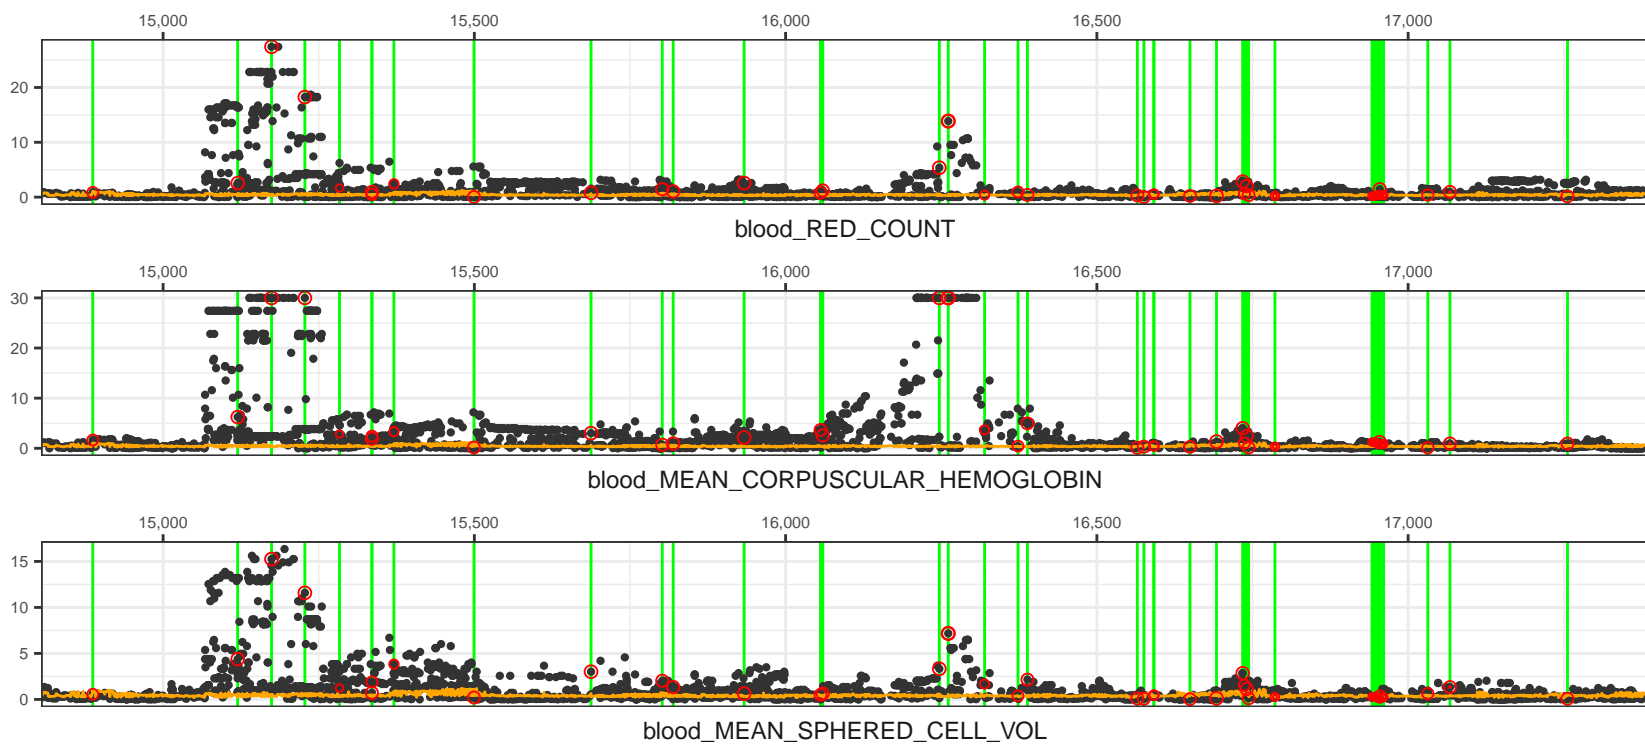 15,000 15,500 16,000 16,500 17,000
20
10
0
blood_RED_COUNT
15,000 15,500 16,000 16,500 17,000
30
20
10
0
blood_MEAN_CORPUSCULAR_HEMOGLOBIN
15,000 15,500 16,000 16,500 17,000
15
10
5
0
blood_MEAN_SPHERED_CELL_VOL